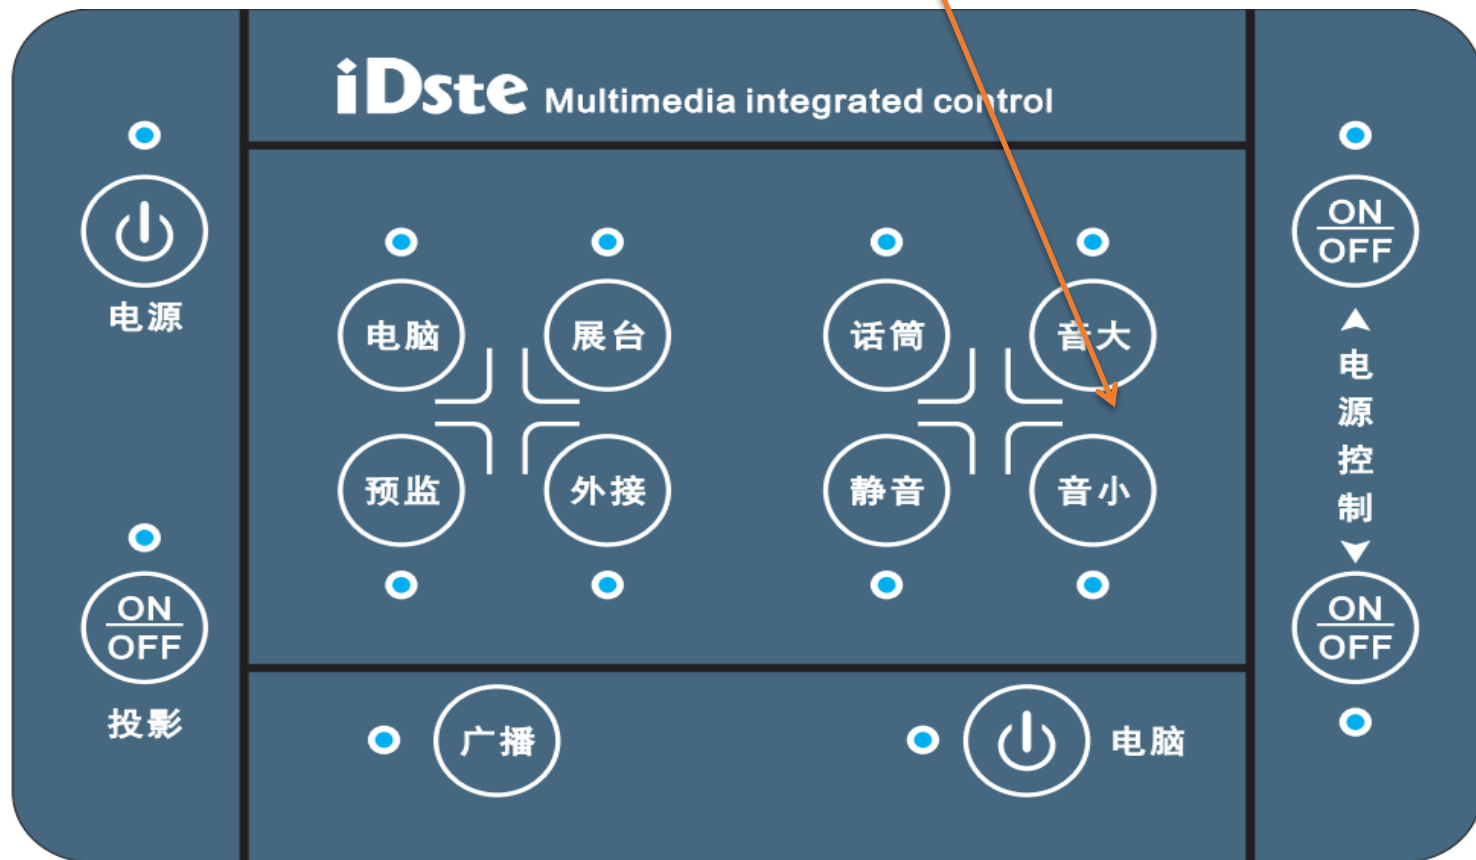 iDste Multimedia integrated control
电源
ON
OFF
投影
电脑
展台
预监
外接
话筒
音大
静音
音小
广播
电脑
ON
OFF
电源控制
ON
OFF